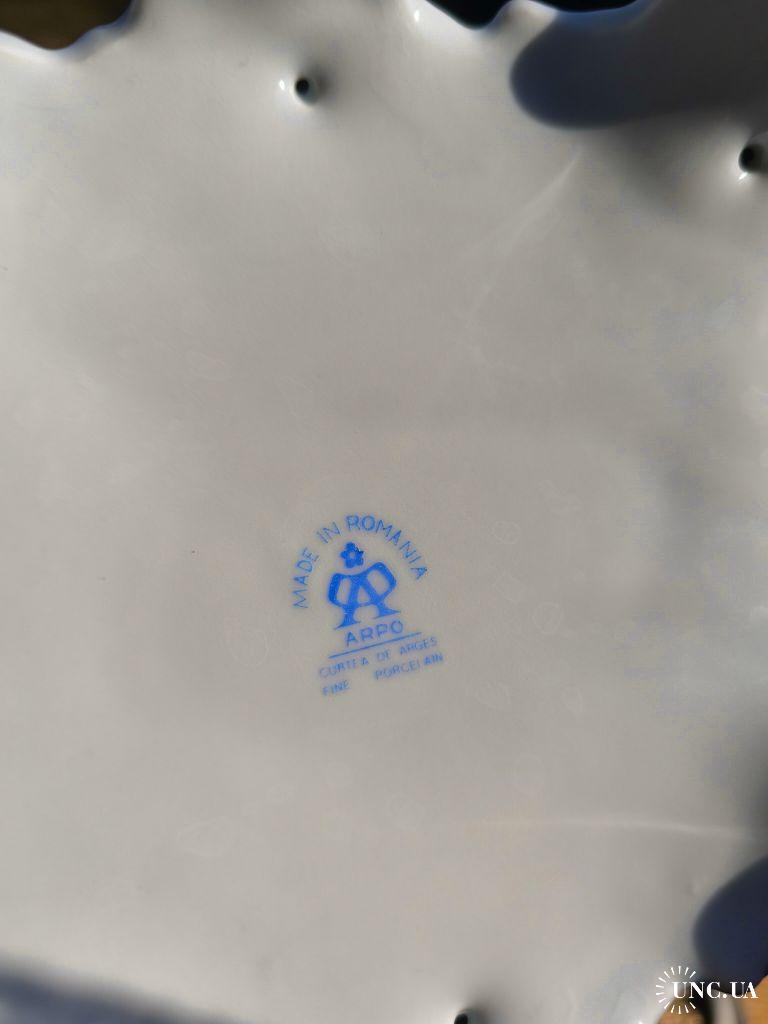 MADE IN ROMANIA
ARPO
CURTEA DE ARGES
FINE PORCELAIN
UNC.UA